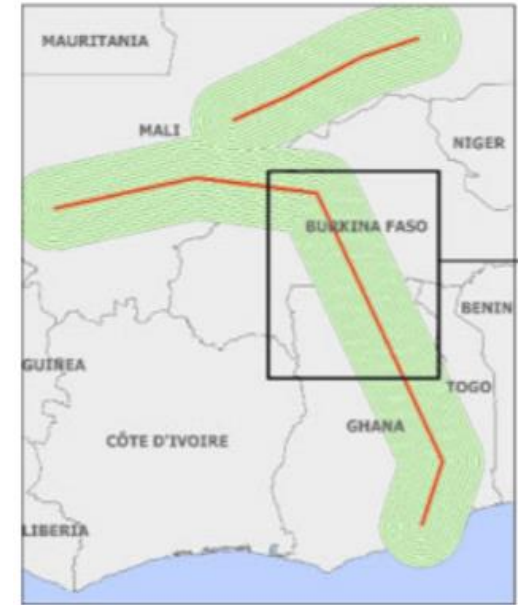 MAURITANIA
MALI
NIGER
BURKINA FASO
BENIN
GUINEA
TOGO
GHANA
CÔTE D'IVOIRE
LIBERIA